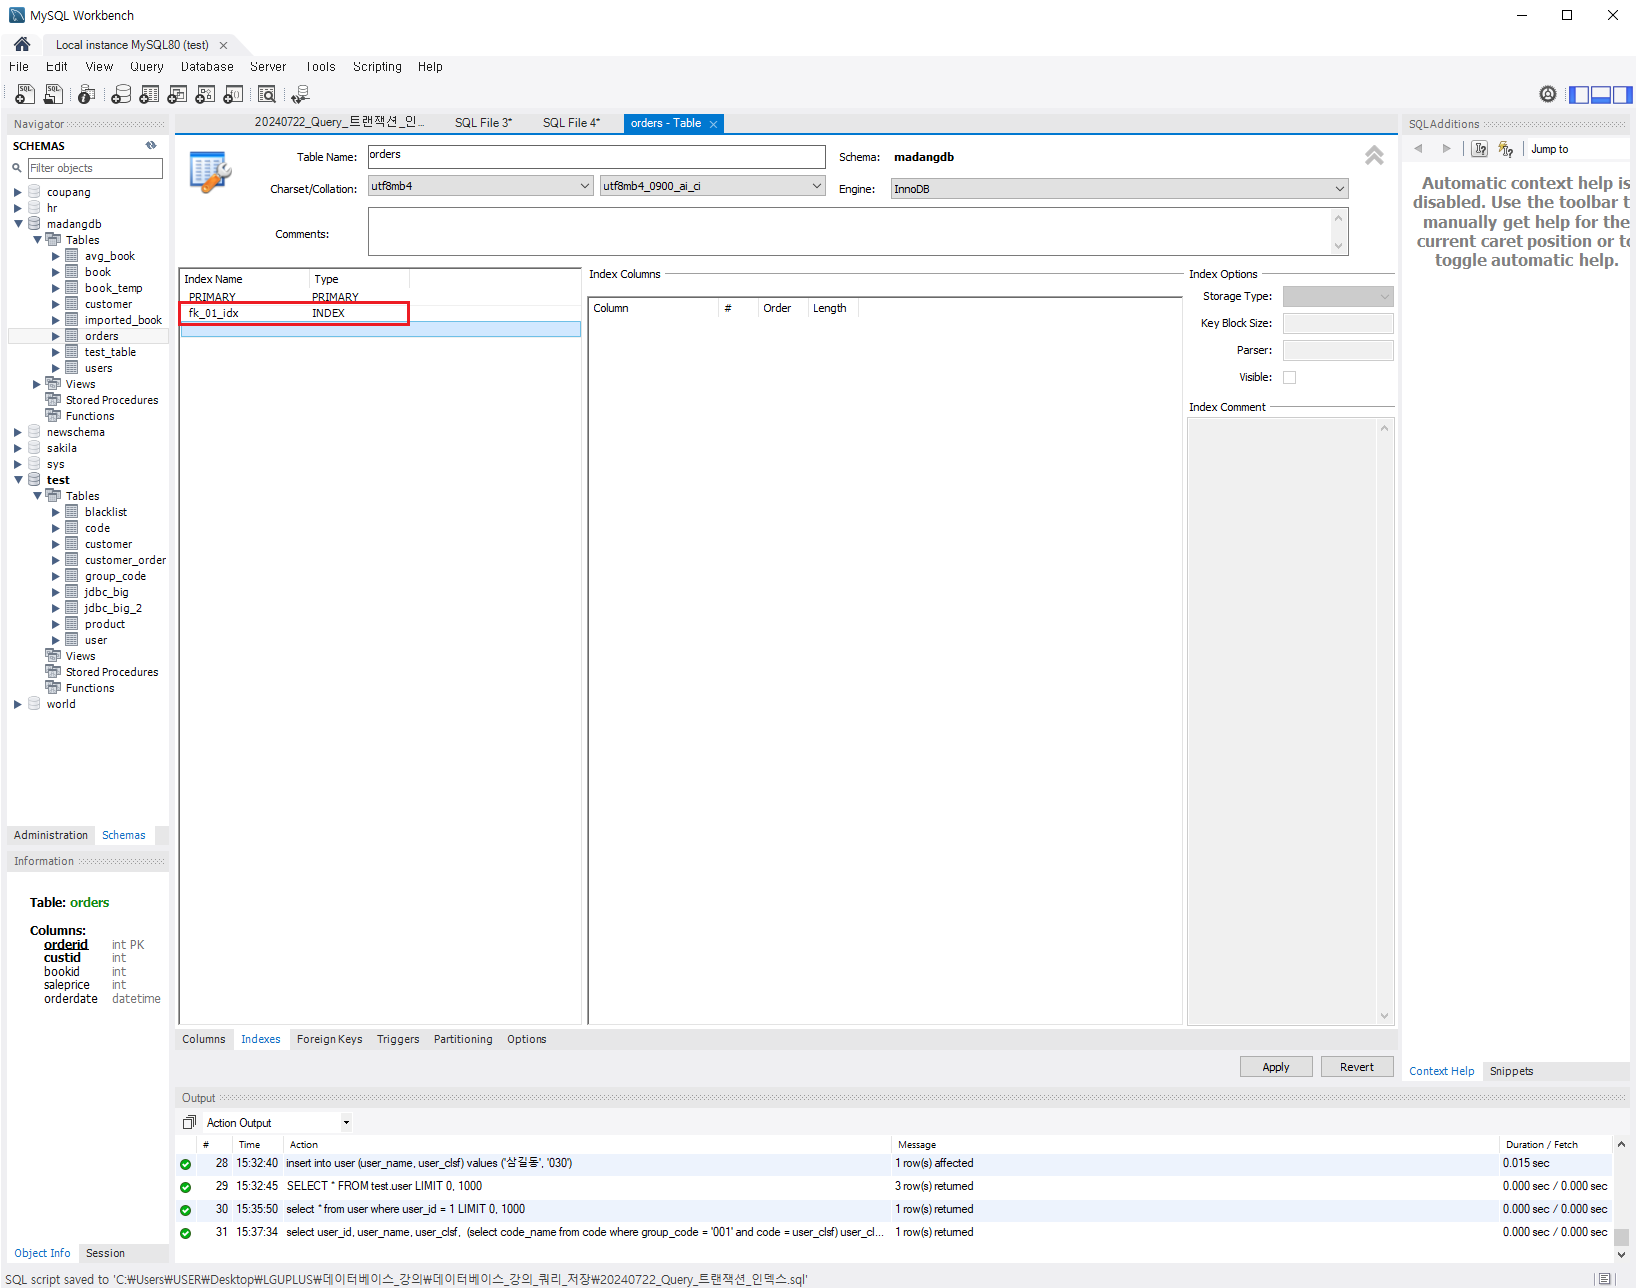 MySQL Workbench
Local instance MySQL80 (test)
File Edit View Query Database Server Tools Scripting Help
Navigator
SCHEMAS
Filter objects
coupang
hr
madangdb
Tables
avg_book
book
book_temp
customer
imported_book
orders
test_table
users
Views
Stored Procedures
Functions
newschema
sakila
sys
test
Tables
blacklist
code
customer
customer_order
group_code
jdbc_big
jdbc_big_2
product
user
Views
Stored Procedures
Functions
world
Administration Schemas
Information
Table: orders
Columns:
orderid int PK
custid int
bookid int
saleprice int
orderdate datetime
Object Info Session
20240722_Query_트랜잭션_인... SQL File 3* SQL File 4* orders - Table
Table Name: orders Schema: madangdb
Charset/Collation: utf8mb4 utf8mb4_0900_ai_ci Engine: InnoDB
Comments:
Index Name Type
PRIMARY PRIMARY
fk_01_idx INDEX
Index Columns
Column # Order Length
Index Options
Storage Type:
Key Block Size:
Parser:
Visible:
Index Comment
Columns Indexes Foreign Keys Triggers Partitioning Options
Apply Revert
SQLAdditions
Jump to
Automatic context help is
disabled. Use the toolbar t
manually get help for the
current caret position or to
toggle automatic help.
Context Help Snippets
Output
Action Output
# Time Action Message Duration / Fetch
28 15:32:40 insert into user (user_name, user_clsf) values ('삼길동', '030') 1 row(s) affected 0.015 sec
29 15:32:45 SELECT * FROM test.user LIMIT 0, 1000 3 row(s) returned 0.000 sec / 0.000 sec
30 15:35:50 select * from user where user_id = 1 LIMIT 0, 1000 1 row(s) returned 0.000 sec / 0.000 sec
31 15:37:34 select user_id, user_name, user_clsf, (select code_name from code where group_code = '001' and code = user_clsf) user_cl... 1 row(s) returned 0.000 sec / 0.000 sec
SQL script saved to 'C:₩Users₩USER₩Desktop₩LGUPLUS₩데이터베이스_강의₩데이터베이스_강의_쿼리_저장₩20240722_Query_트랜잭션_인덱스.sql'